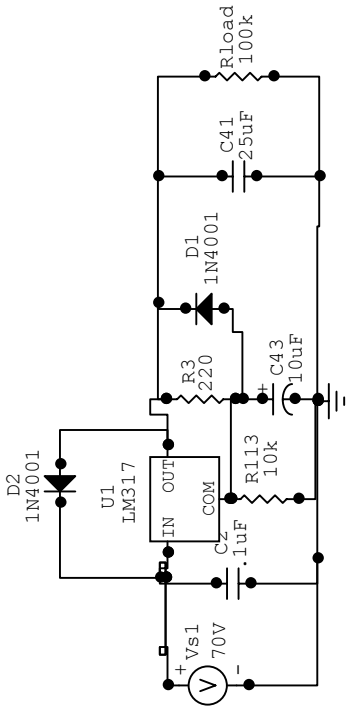 Rload
100k
C41
25uF
D1
1N4001
R3
220
+
C43
10uF
D2
1N4001
U1
LM317
IN
OUT
COM
R113
10k
C2
.1uF
+
Vs1
70V
V
-